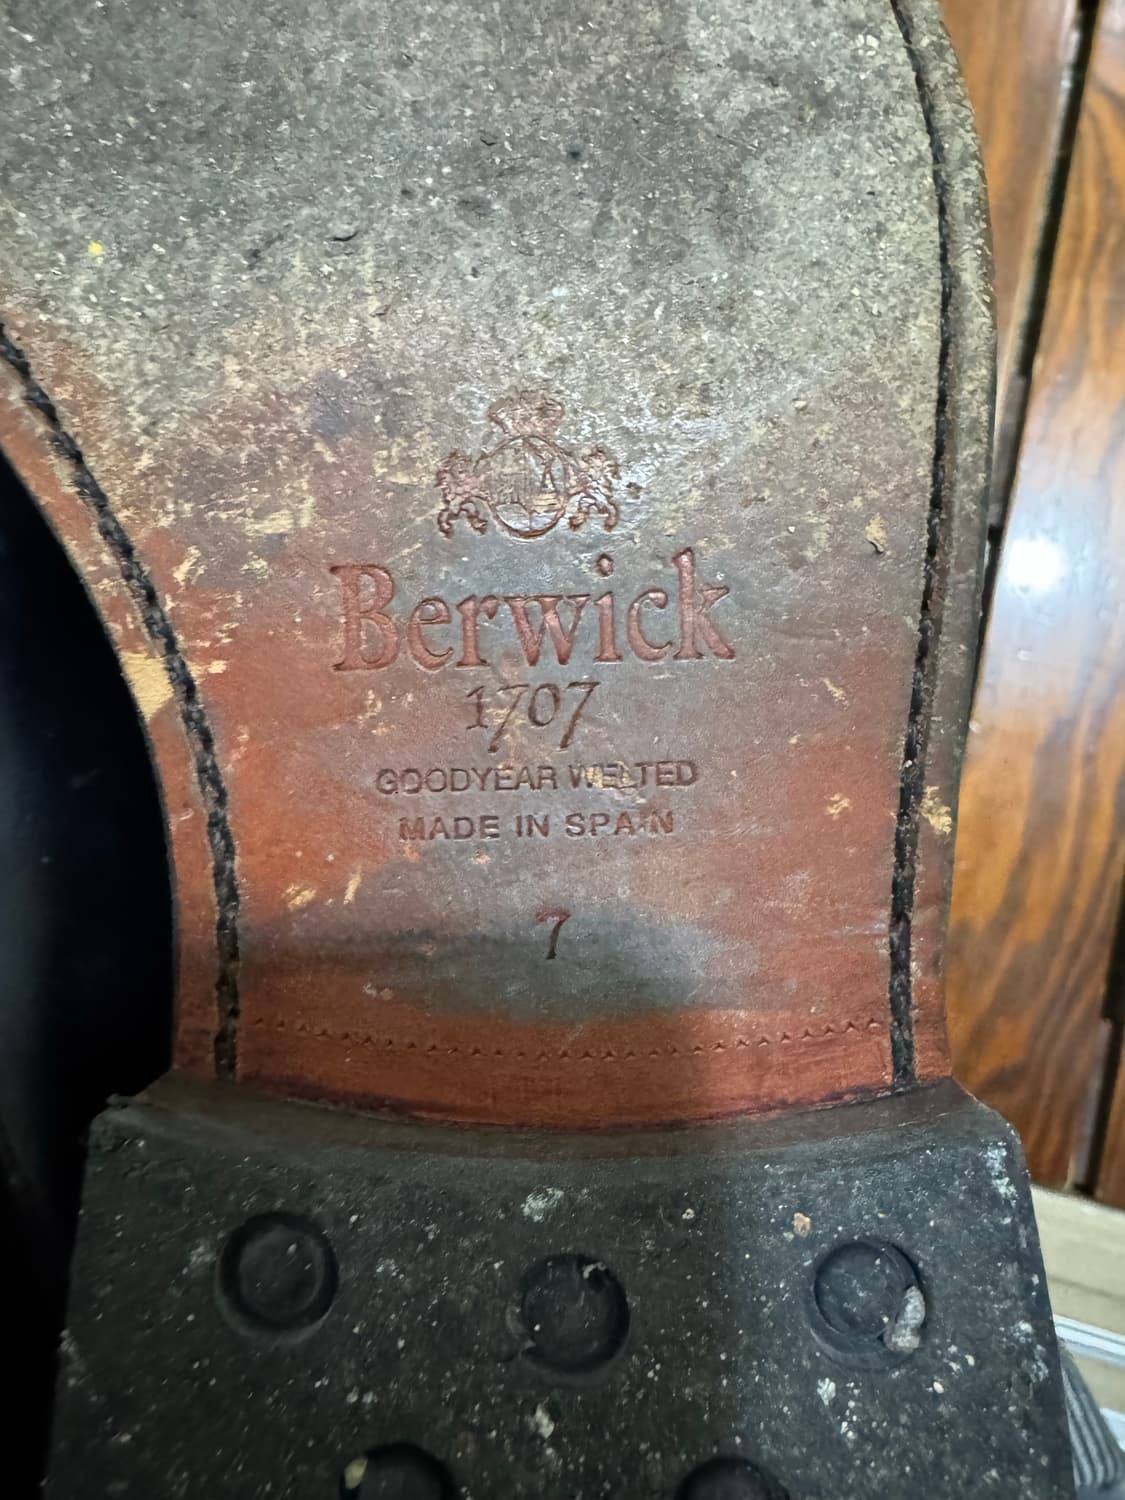 Berwick
1707
GOODYEAR WELTED
MADE IN SPAIN
7